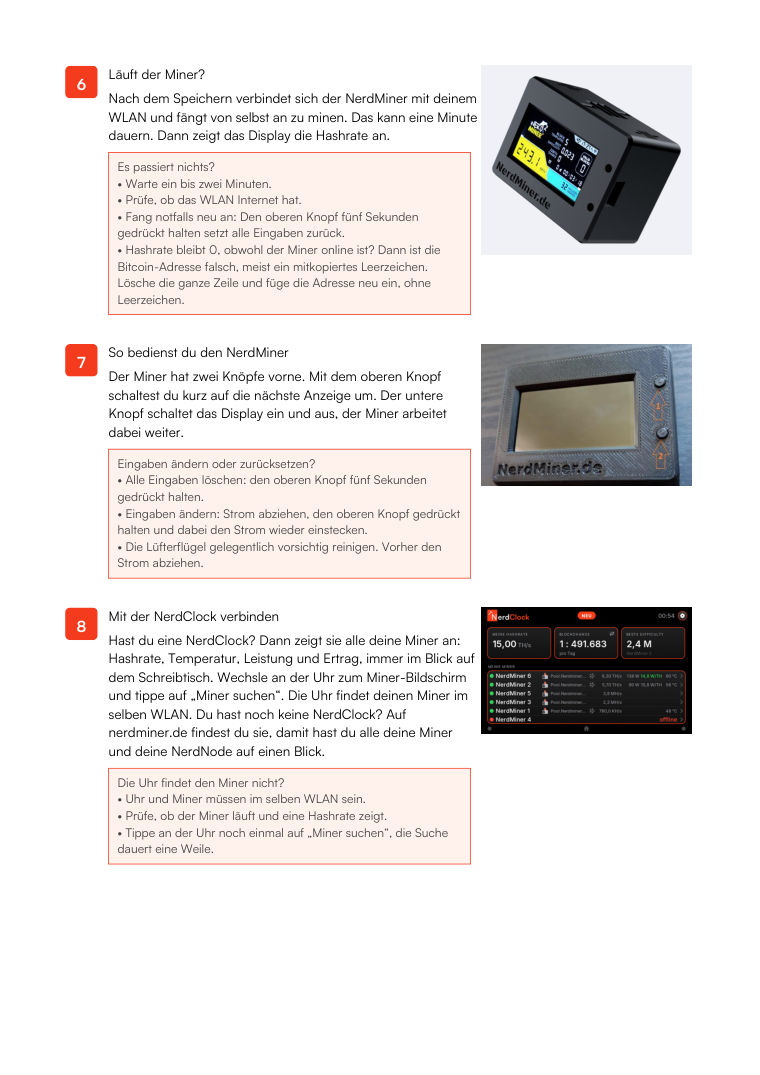 6
Läuft der Miner?
Nach dem Speichern verbindet sich der NerdMiner mit deinem
WLAN und fängt von selbst an zu minen. Das kann eine Minute
dauern. Dann zeigt das Display die Hashrate an.
Es passiert nichts?
• Warte ein bis zwei Minuten.
• Prüfe, ob das WLAN Internet hat.
• Fang notfalls neu an: Den oberen Knopf fünf Sekunden
gedrückt halten setzt alle Eingaben zurück.
• Hashrate bleibt 0, obwohl der Miner online ist? Dann ist die
Bitcoin-Adresse falsch, meist ein mitkopiertes Leerzeichen.
Lösche die ganze Zeile und füge die Adresse neu ein, ohne
Leerzeichen.
243.1
NerdMiner.de
7
So bedienst du den NerdMiner
Der Miner hat zwei Knöpfe vorne. Mit dem oberen Knopf
schaltest du kurz auf die nächste Anzeige um. Der untere
Knopf schaltet das Display ein und aus, der Miner arbeitet
dabei weiter.
Eingaben ändern oder zurücksetzen?
• Alle Eingaben löschen: den oberen Knopf fünf Sekunden
gedrückt halten.
• Eingaben ändern: Strom abziehen, den oberen Knopf gedrückt
halten und dabei den Strom wieder einstecken.
• Die Lüfterflügel gelegentlich vorsichtig reinigen. Vorher den
Strom abziehen.
1
2
NerdMiner.de
8
Mit der NerdClock verbinden
Hast du eine NerdClock? Dann zeigt sie alle deine Miner an:
Hashrate, Temperatur, Leistung und Ertrag, immer im Blick auf
dem Schreibtisch. Wechsle an der Uhr zum Miner-Bildschirm
und tippe auf „Miner suchen“. Die Uhr findet deinen Miner im
selben WLAN. Du hast noch keine NerdClock? Auf
nerdminer.de findest du sie, damit hast du alle deine Miner
und deine NerdNode auf einen Blick.
Die Uhr findet den Miner nicht?
• Uhr und Miner müssen im selben WLAN sein.
• Prüfe, ob der Miner läuft und eine Hashrate zeigt.
• Tippe an der Uhr noch einmal auf „Miner suchen“, die Suche
dauert eine Weile.
NerdClock NEU 00:54
MEINE HASHRATE BLOCKCHANCE BESTE DIFFICULTY
15,00 TH/s 1 : 491.683 2,4 M
pro Tag
MEINE MINER
NerdMiner 6
NerdMiner 2
NerdMiner 5
NerdMiner 3
NerdMiner 1
NerdMiner 4 offline